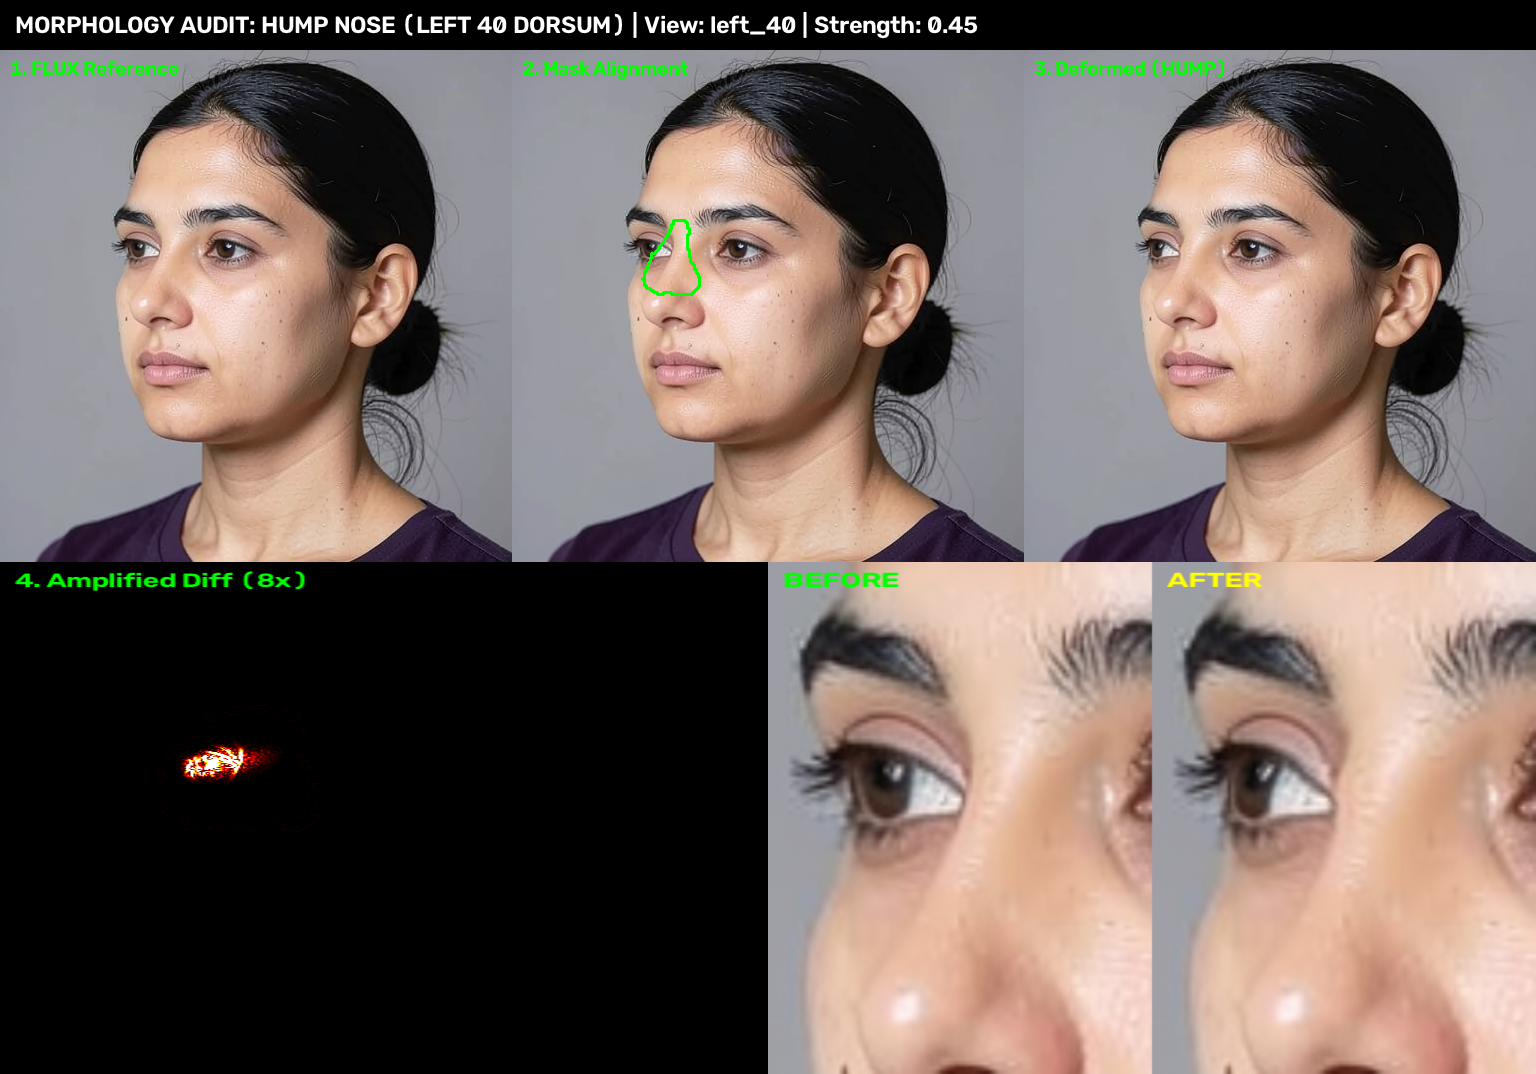 MORPHOLOGY AUDIT: HUMP NOSE (LEFT 40 DORSUM) | View: left_40 | Strength: 0.45
1. FLUX Reference
2. Mask Alignment
3. Deformed (HUMP)
4. Amplified Diff (8x)
BEFORE
AFTER